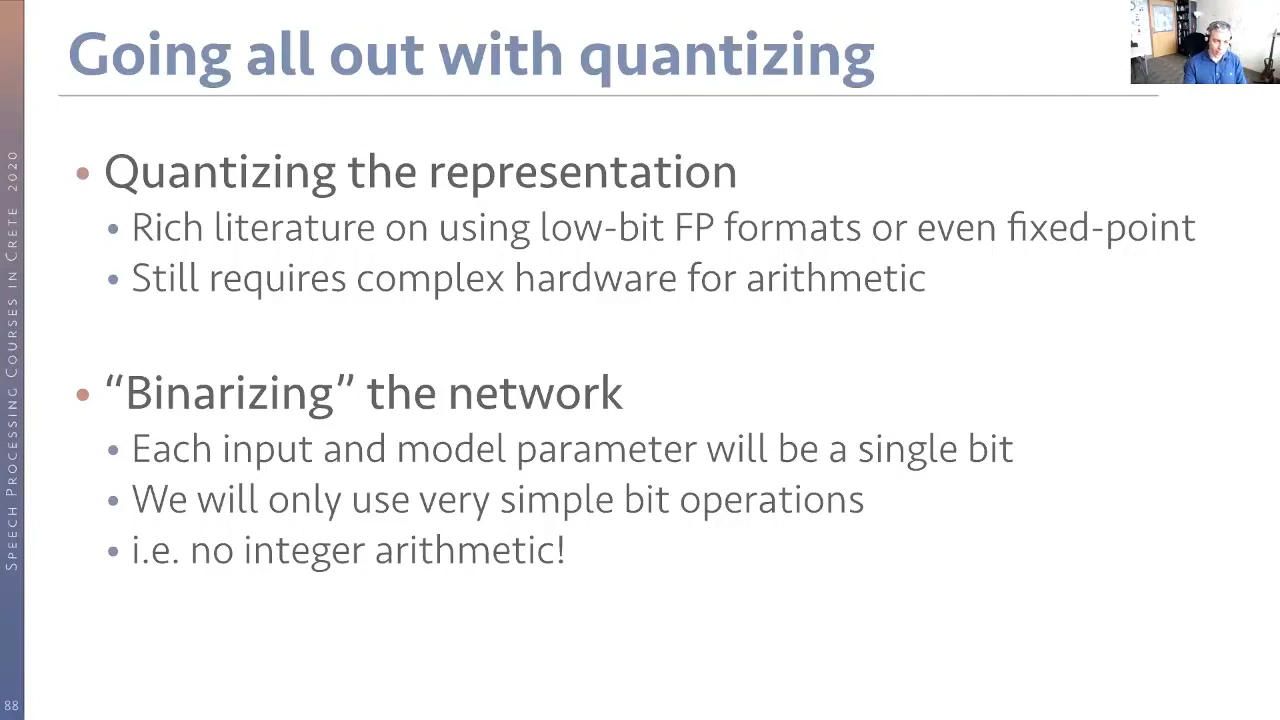 Going all out with quantizing
• Quantizing the representation
• Rich literature on using low-bit FP formats or even fixed-point
• Still requires complex hardware for arithmetic
• “Binarizing” the network
• Each input and model parameter will be a single bit
• We will only use very simple bit operations
• i.e. no integer arithmetic!
SPEECH PROCESSING COURSES IN CRETE 2020
88